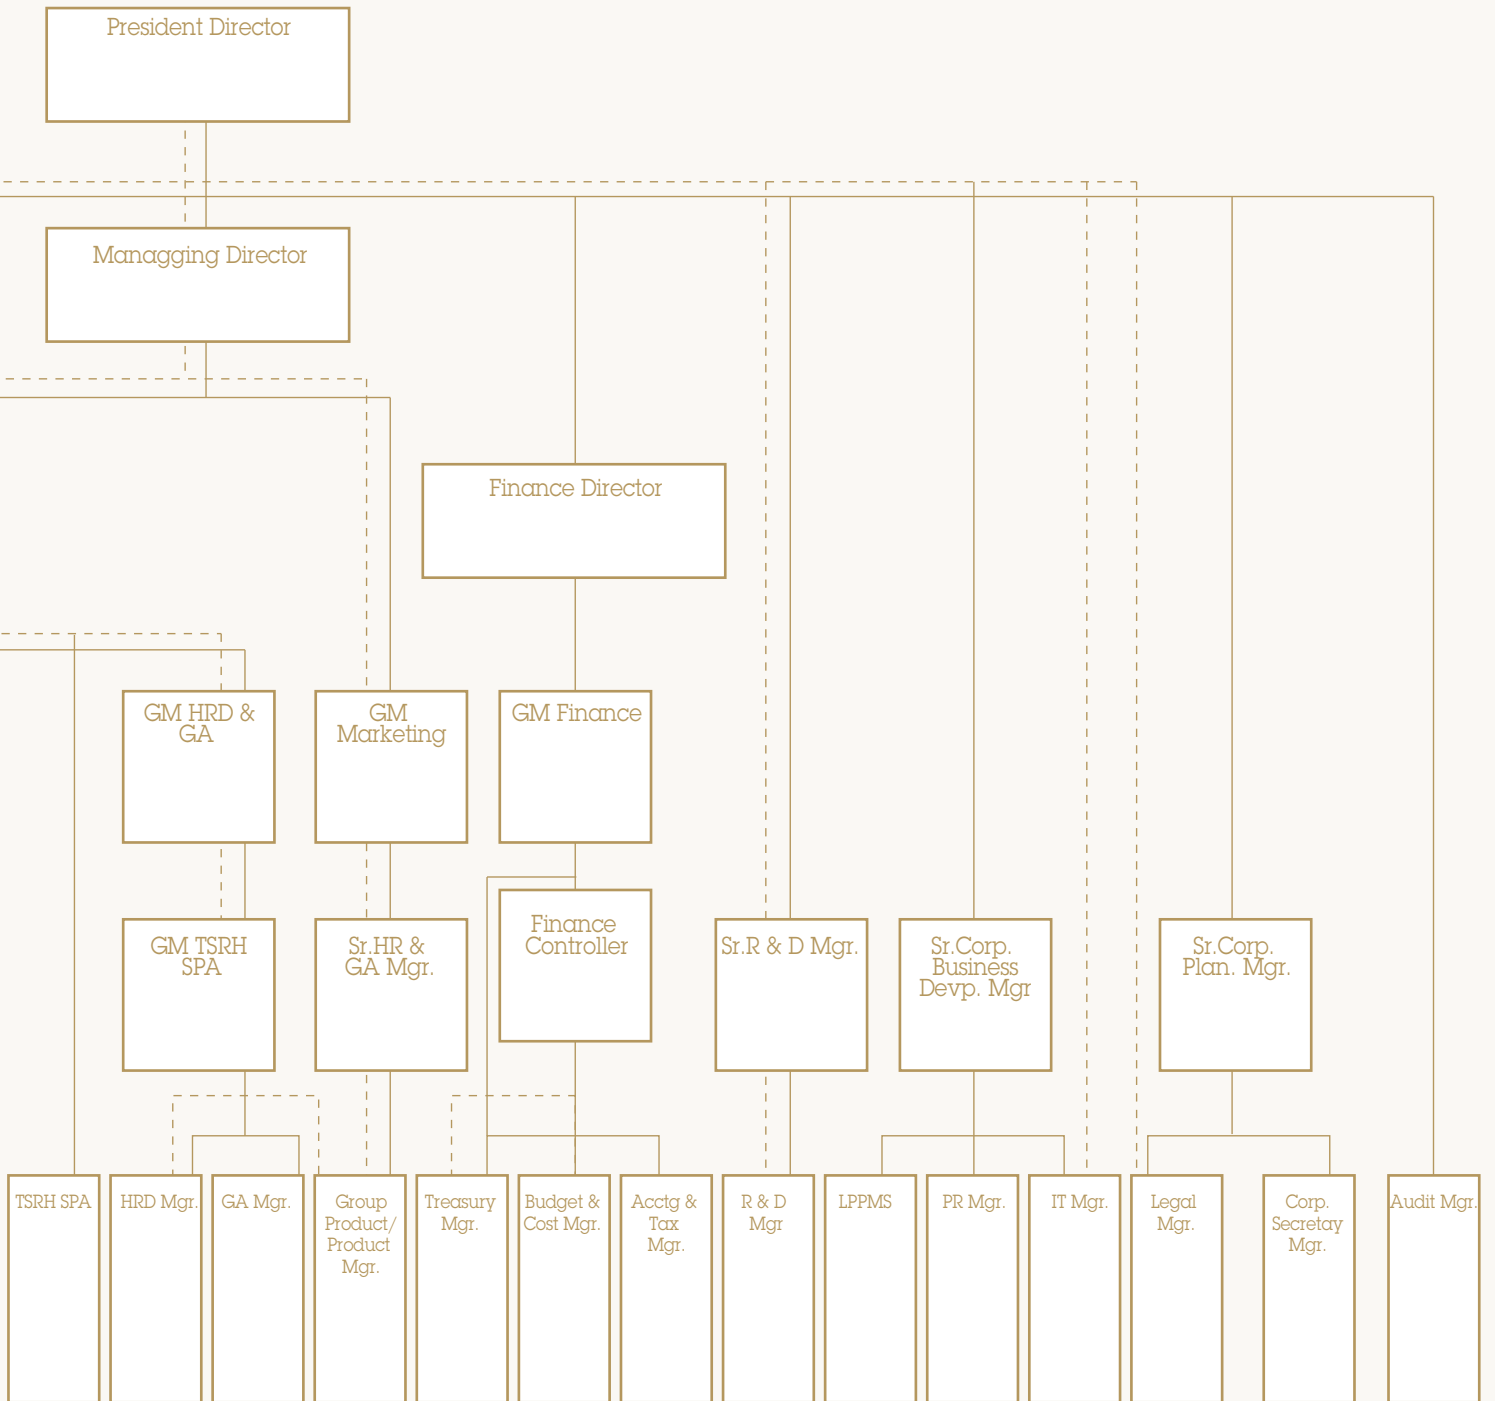 President Director
Managging Director
Finance Director
GM HRD &
GA
GM
Marketing
GM Finance
GM TSRH
SPA
Sr.HR &
GA Mgr.
Finance
Controller
Sr.R & D Mgr.
Sr.Corp.
Business
Devp. Mgr
Sr.Corp.
Plan. Mgr.
TSRH SPA
HRD Mgr.
GA Mgr.
Group
Product/
Product
Mgr.
Treasury
Mgr.
Budget &
Cost Mgr.
Acctg &
Tax
Mgr.
R & D
Mgr
LPPMS
PR Mgr.
IT Mgr.
Legal
Mgr.
Corp.
Secretay
Mgr.
Audit Mgr.